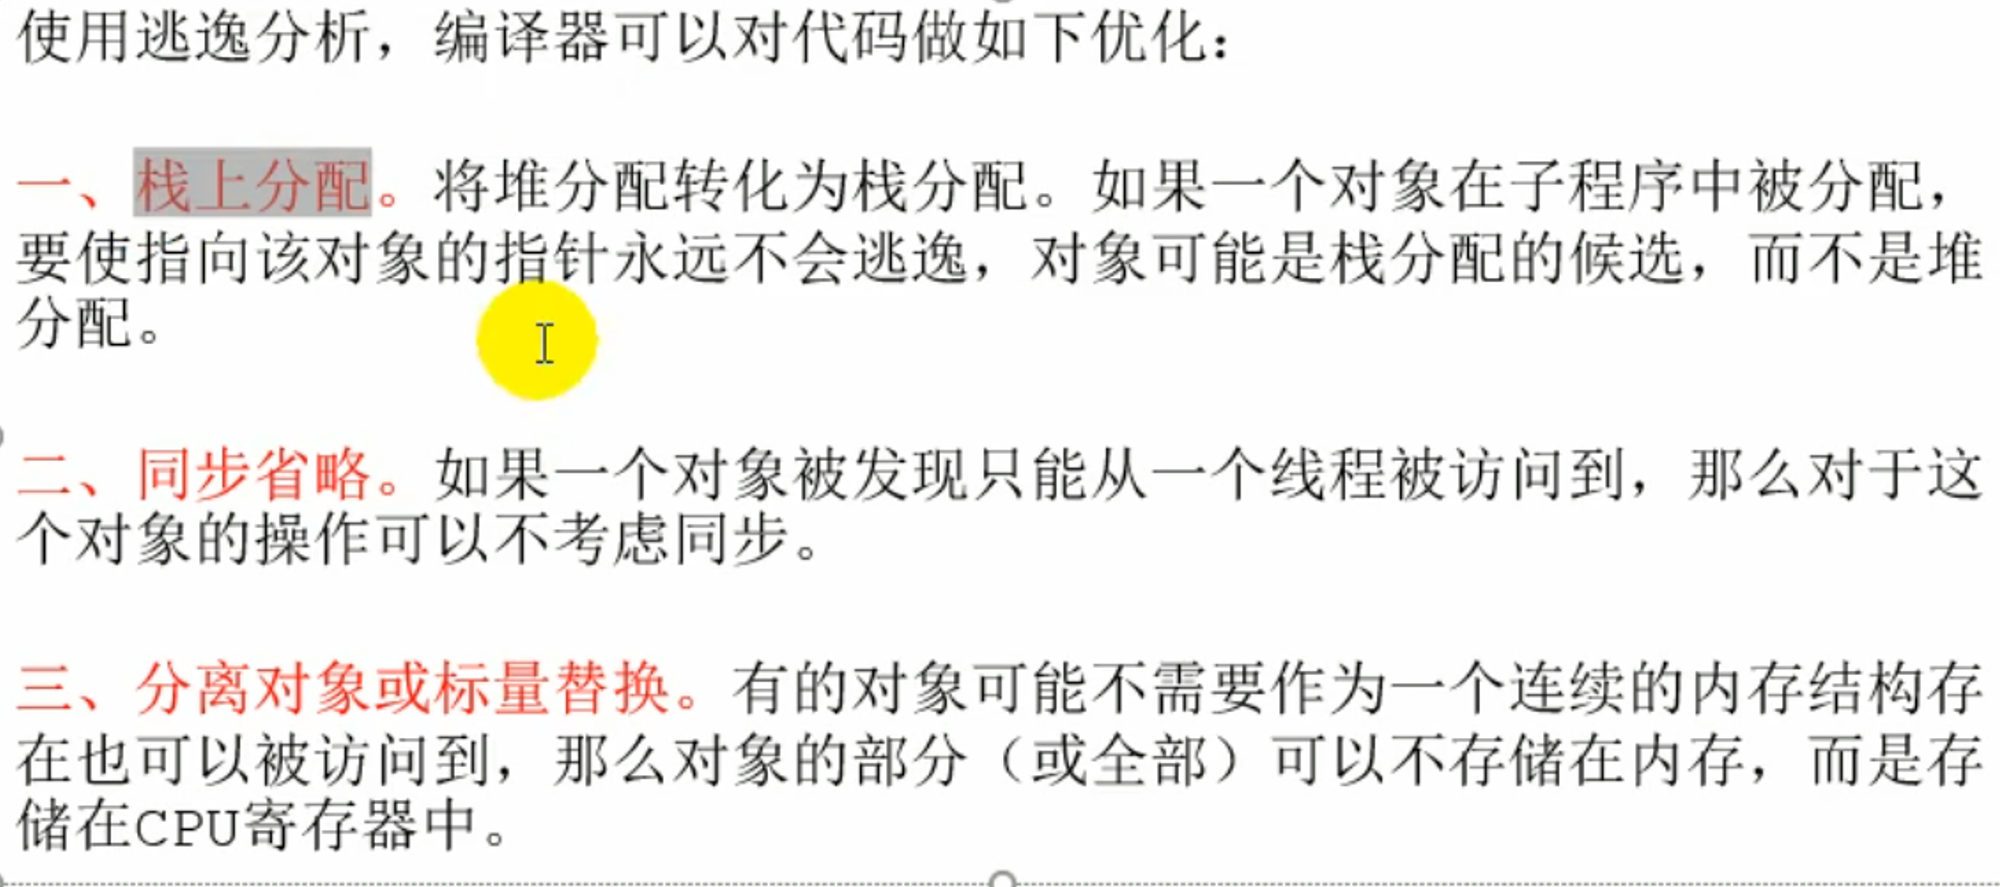 使用逃逸分析，编译器可以对代码做如下优化：
一、栈上分配。将堆分配转化为栈分配。如果一个对象在子程序中被分配，
要使指向该对象的指针永远不会逃逸，对象可能是栈分配的候选，而不是堆
分配。
二、同步省略。如果一个对象被发现只能从一个线程被访问到，那么对于这
个对象的操作可以不考虑同步。
三、分离对象或标量替换。有的对象可能不需要作为一个连续的内存结构存
在也可以被访问到，那么对象的部分（或全部）可以不存储在内存，而是存
储在CPU寄存器中。